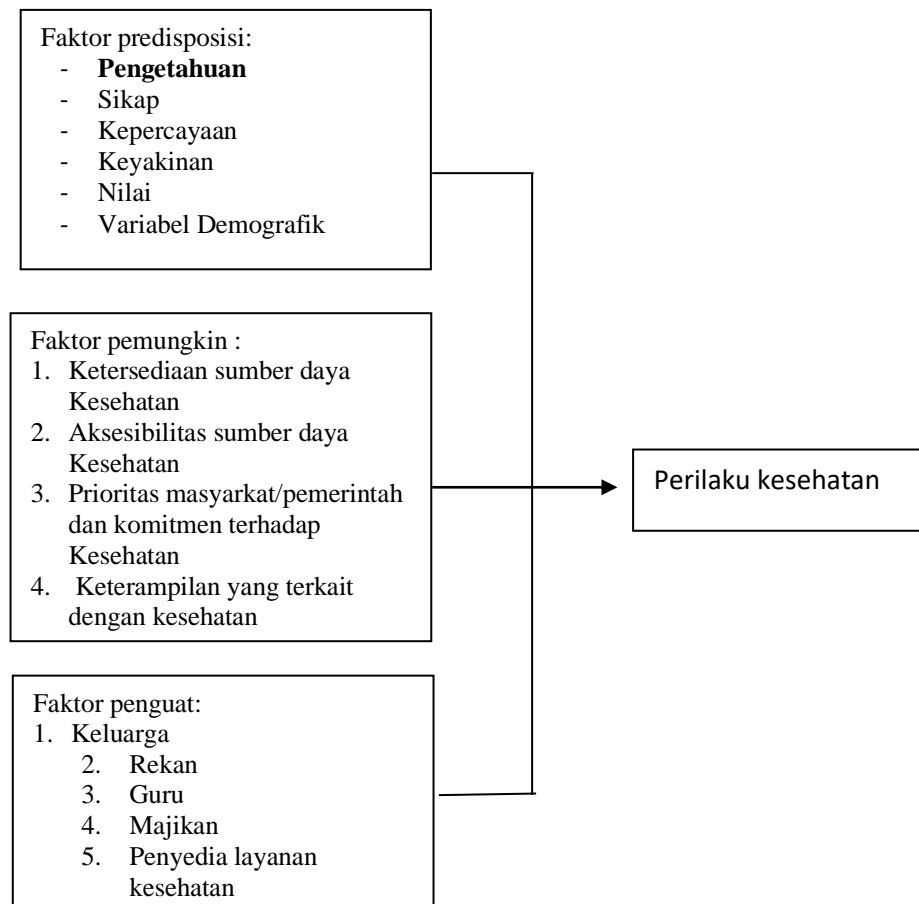 Faktor predisposisi:
- Pengetahuan
- Sikap
- Kepercayaan
- Keyakinan
- Nilai
- Variabel Demografik
Faktor pemungkin :
1. Ketersediaan sumber daya
Kesehatan
2. Aksesibilitas sumber daya
Kesehatan
3. Prioritas masyarkat/pemerintah
dan komitmen terhadap
Kesehatan
4. Keterampilan yang terkait
dengan kesehatan
Perilaku kesehatan
Faktor penguat:
1. Keluarga
2. Rekan
3. Guru
4. Majikan
5. Penyedia layanan
kesehatan